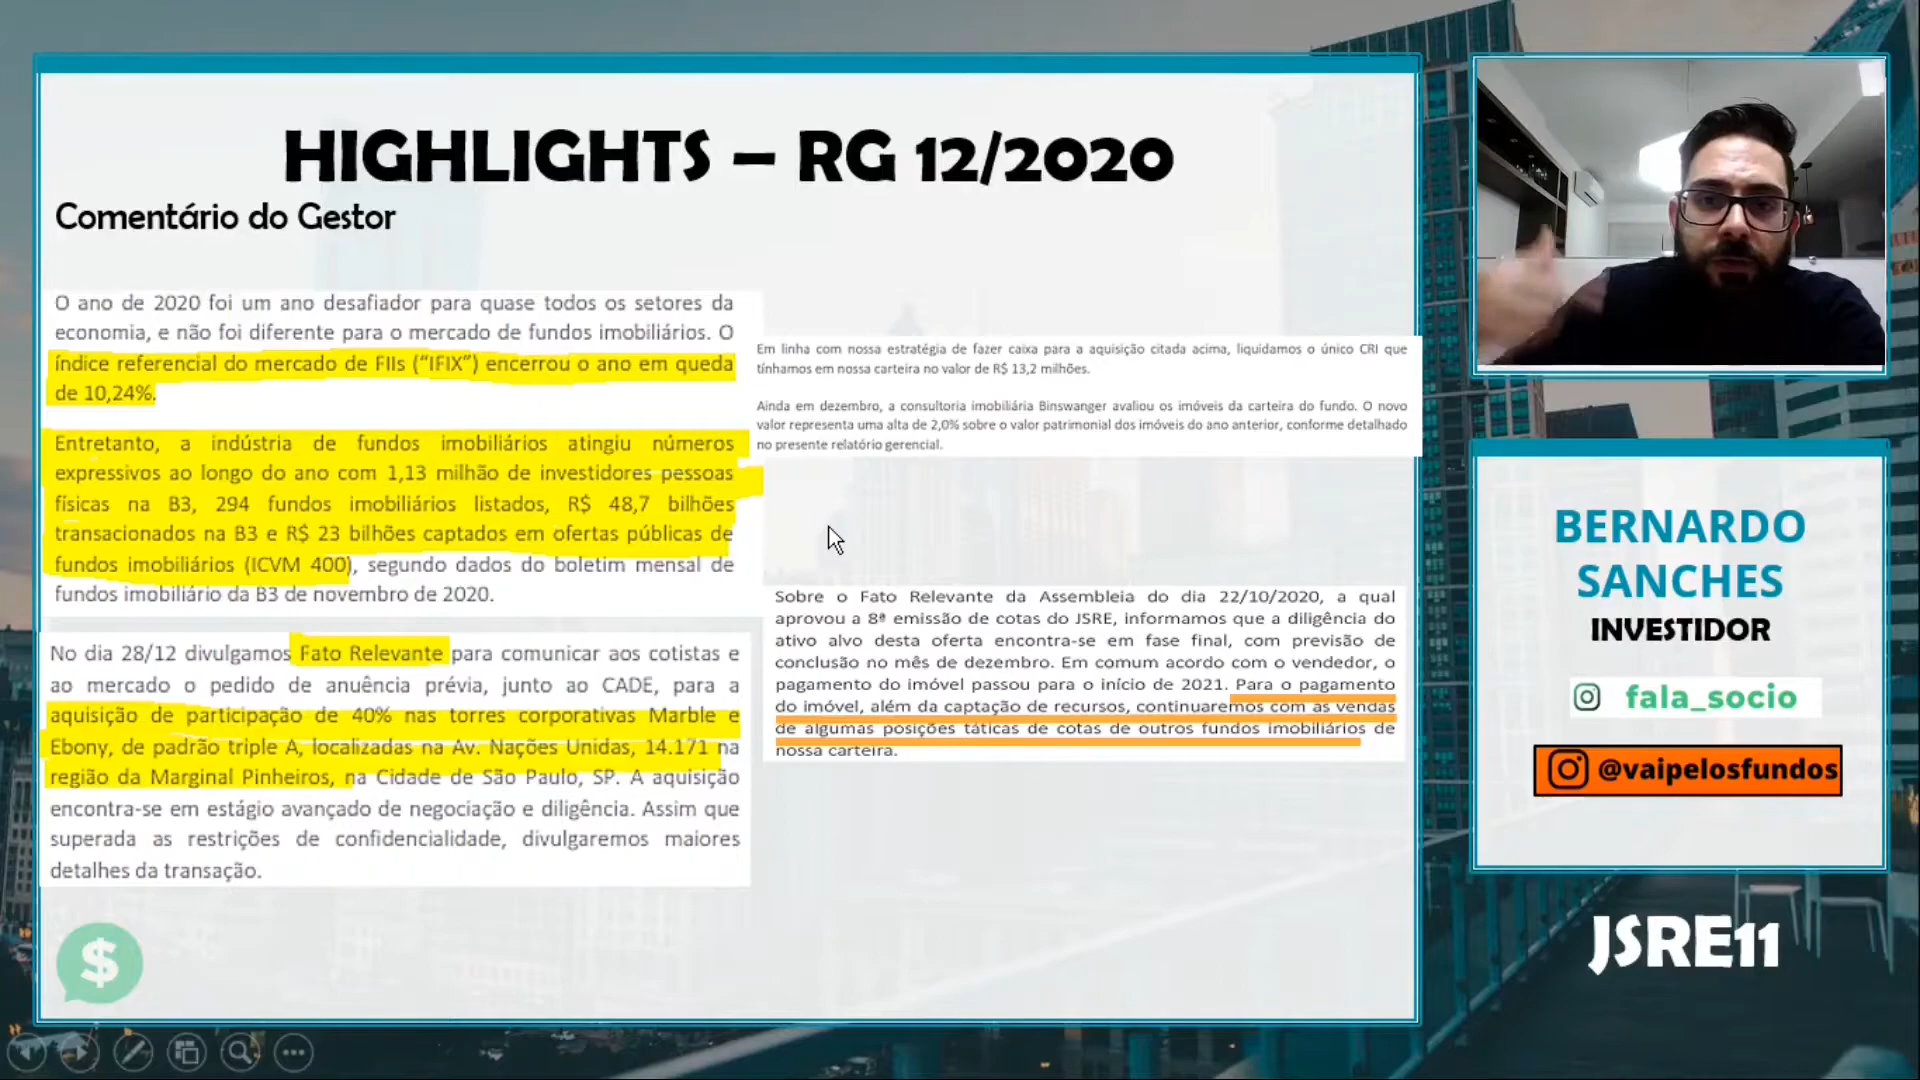 HIGHLIGHTS – RG 12/2020
Comentário do Gestor
O ano de 2020 foi um ano desafiador para quase todos os setores da
economia, e não foi diferente para o mercado de fundos imobiliários. O
índice referencial do mercado de FIIs (“IFIX”) encerrou o ano em queda
de 10,24%.
Entretanto, a indústria de fundos imobiliários atingiu números
expressivos ao longo do ano com 1,13 milhão de investidores pessoas
físicas na B3, 294 fundos imobiliários listados, R$ 48,7 bilhões
transacionados na B3 e R$ 23 bilhões captados em ofertas públicas de
fundos imobiliários (ICVM 400), segundo dados do boletim mensal de
fundos imobiliário da B3 de novembro de 2020.
No dia 28/12 divulgamos Fato Relevante para comunicar aos cotistas e
ao mercado o pedido de anuência prévia, junto ao CADE, para a
aquisição de participação de 40% nas torres corporativas Marble e
Ebony, de padrão triple A, localizadas na Av. Nações Unidas, 14.171 na
região da Marginal Pinheiros, na Cidade de São Paulo, SP. A aquisição
encontra-se em estágio avançado de negociação e diligência. Assim que
superada as restrições de confidencialidade, divulgaremos maiores
detalhes da transação.
Em linha com nossa estratégia de fazer caixa para a aquisição citada acima, liquidamos o único CRI que
tínhamos em nossa carteira no valor de R$ 13,2 milhões.
Ainda em dezembro, a consultoria imobiliária Binswanger avaliou os imóveis da carteira do fundo. O novo
valor representa uma alta de 2,0% sobre o valor patrimonial dos imóveis do ano anterior, conforme detalhado
no presente relatório gerencial.
Sobre o Fato Relevante da Assembleia do dia 22/10/2020, a qual
aprovou a 8ª emissão de cotas do JSRE, informamos que a diligência do
ativo alvo desta oferta encontra-se em fase final, com previsão de
conclusão no mês de dezembro. Em comum acordo com o vendedor, o
pagamento do imóvel passou para o início de 2021. Para o pagamento
do imóvel, além da captação de recursos, continuaremos com as vendas
de algumas posições táticas de cotas de outros fundos imobiliários de
nossa carteira.
$
BERNARDO
SANCHES
INVESTIDOR
fala_socio
@vaipelosfundos
JSRE11